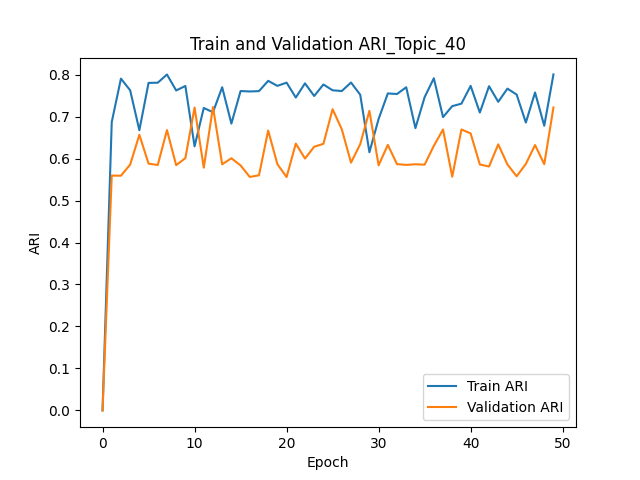 Train and Validation ARI_Topic_40
ARI
0.8
0.7
0.6
0.5
0.4
0.3
0.2
0.1
0.0
0 10 20 30 40 50
Epoch
Train ARI
Validation ARI